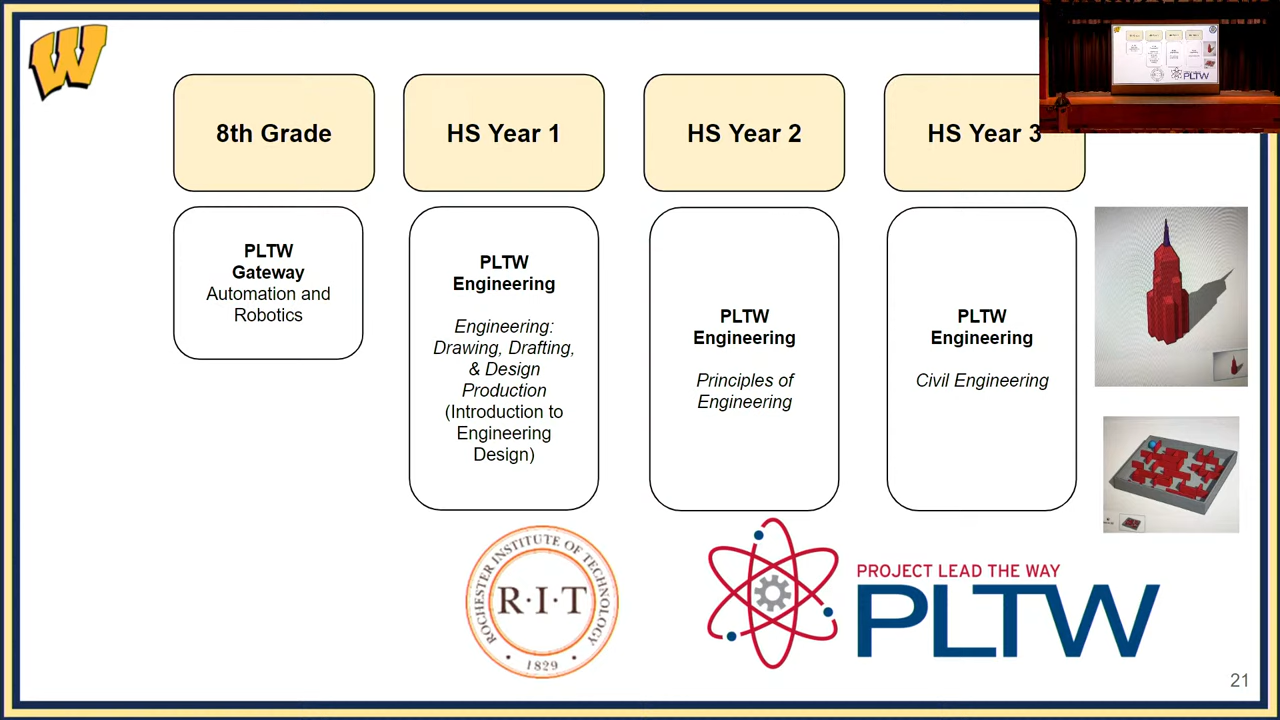 W
8th Grade
HS Year 1
HS Year 2
HS Year 3
PLTW
Gateway
Automation and
Robotics
PLTW
Engineering
Engineering:
Drawing, Drafting,
& Design
Production
(Introduction to
Engineering
Design)
PLTW
Engineering
Principles of
Engineering
PLTW
Engineering
Civil Engineering
ROCHESTER INSTITUTE OF TECHNOLOGY
R·I·T
• 1829 •
PROJECT LEAD THE WAY
PLTW
21
PLTW